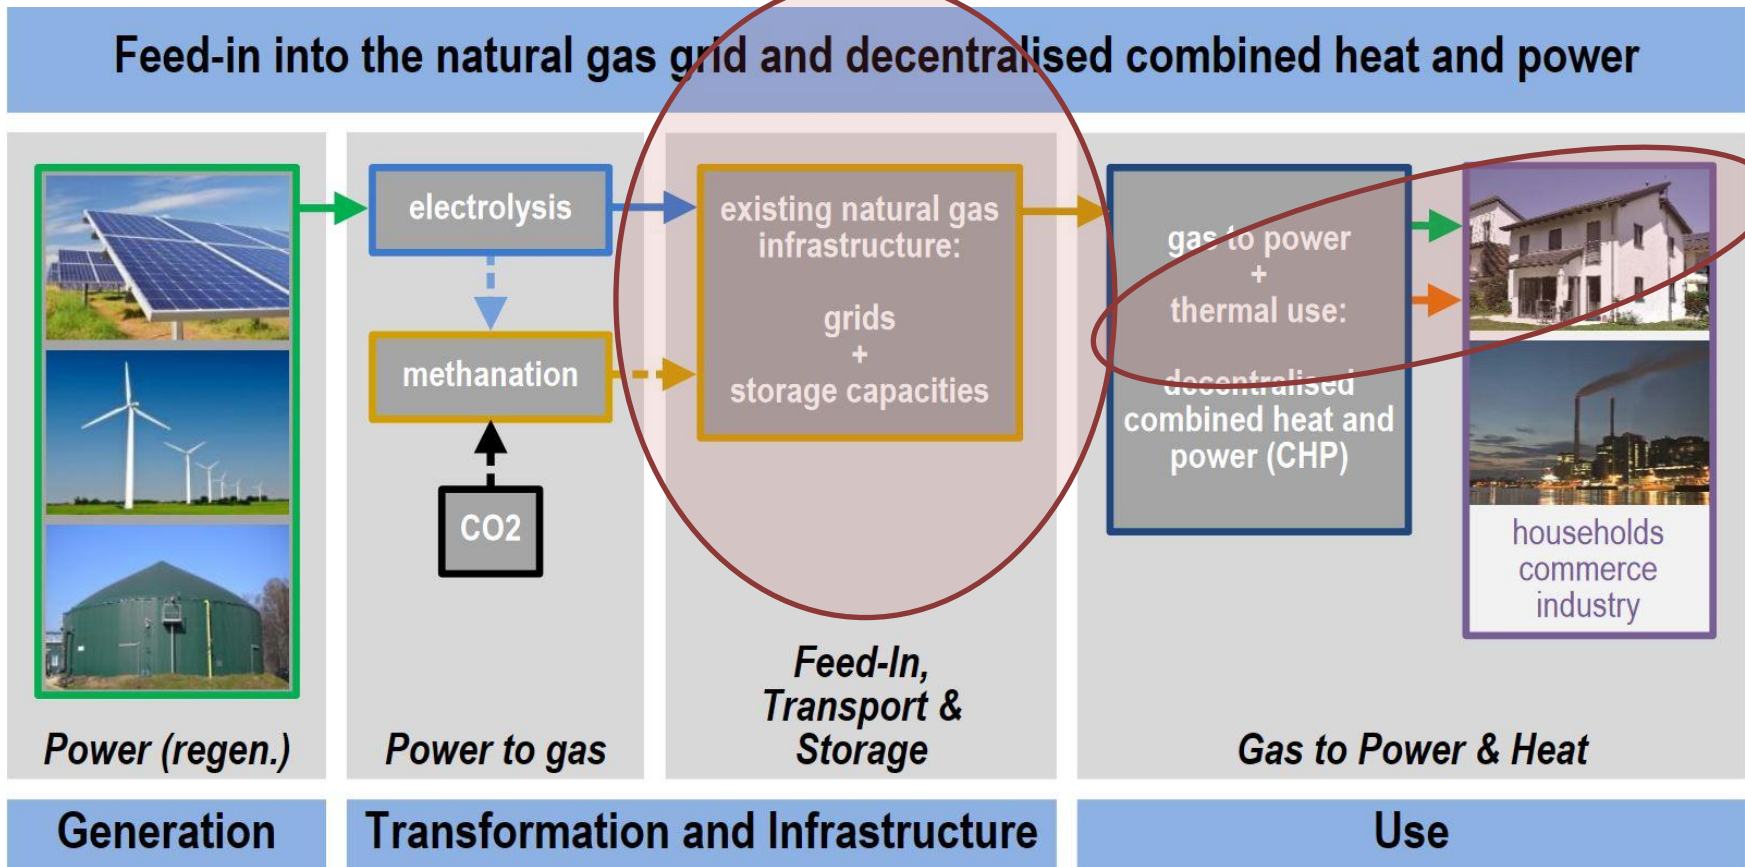 Feed-in into the natural gas grid and decentralised combined heat and power
electrolysis
methanation
CO2
existing natural gas
infrastructure:
grids
+
storage capacities
gas to power
+
thermal use:
decentralised
combined heat and
power (CHP)
households
commerce
industry
Power (regen.)
Power to gas
Feed-In,
Transport &
Storage
Gas to Power & Heat
Generation
Transformation and Infrastructure
Use